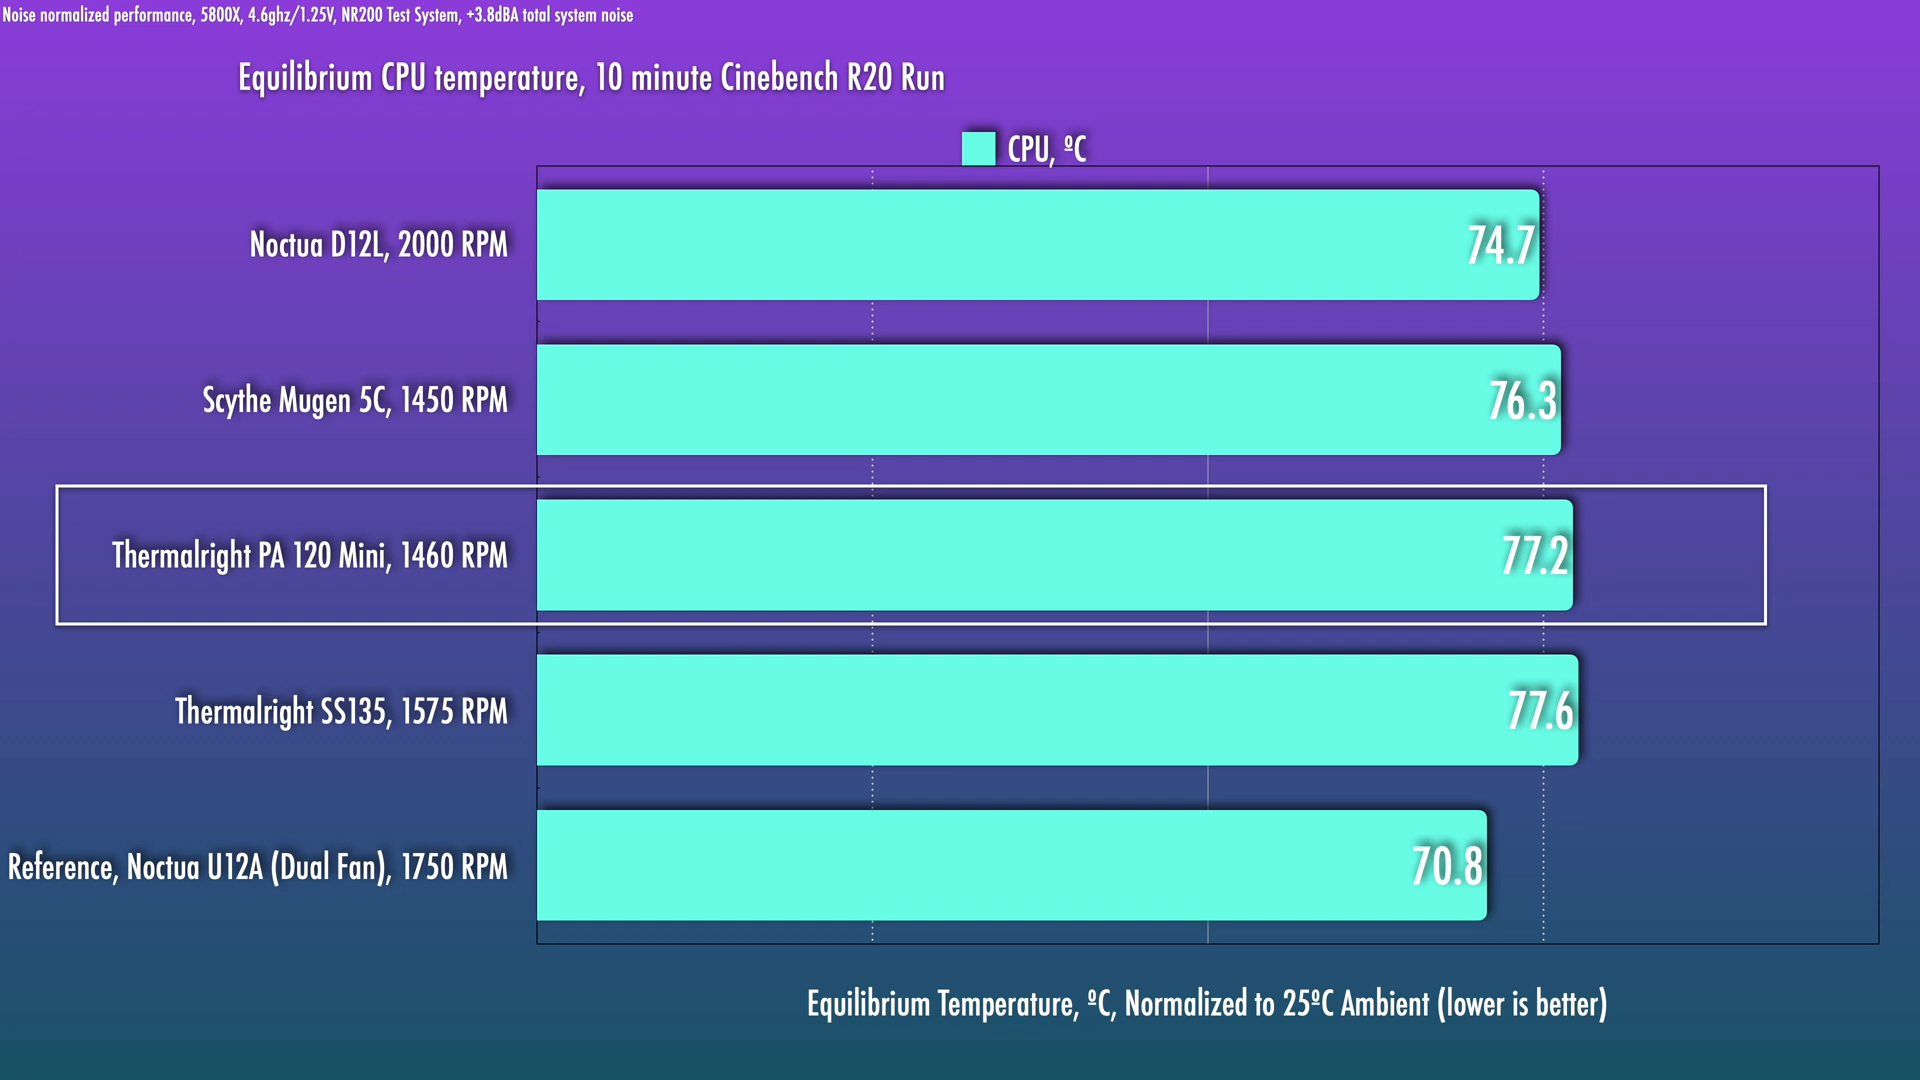 Noise normalized performance, 5800X, 4.6ghz/1.25V, NR200 Test System, +3.8dBA total system noise
Equilibrium CPU temperature, 10 minute Cinebench R20 Run
CPU, ºC
Noctua D12L, 2000 RPM
74.7
Scythe Mugen 5C, 1450 RPM
76.3
Thermalright PA 120 Mini, 1460 RPM
77.2
Thermalright SS135, 1575 RPM
77.6
Reference, Noctua U12A (Dual Fan), 1750 RPM
70.8
Equilibrium Temperature, ºC, Normalized to 25ºC Ambient (lower is better)